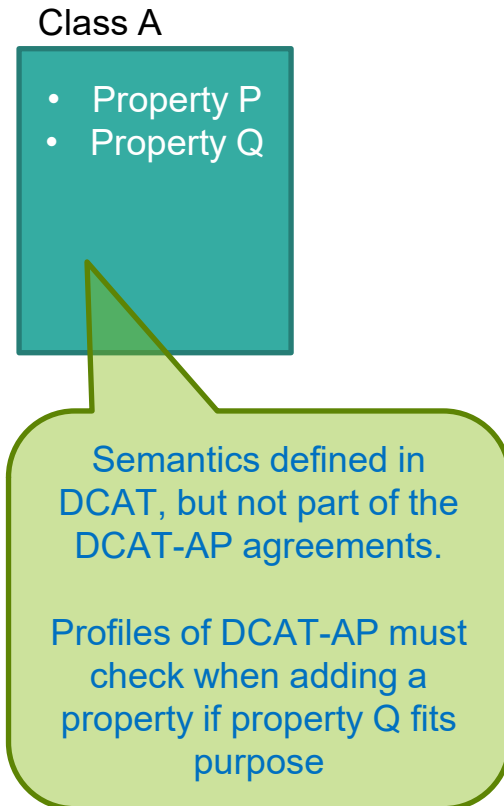 Class A
• Property P
• Property Q
Semantics defined in
DCAT, but not part of the
DCAT-AP agreements.
Profiles of DCAT-AP must
check when adding a
property if property Q fits
purpose